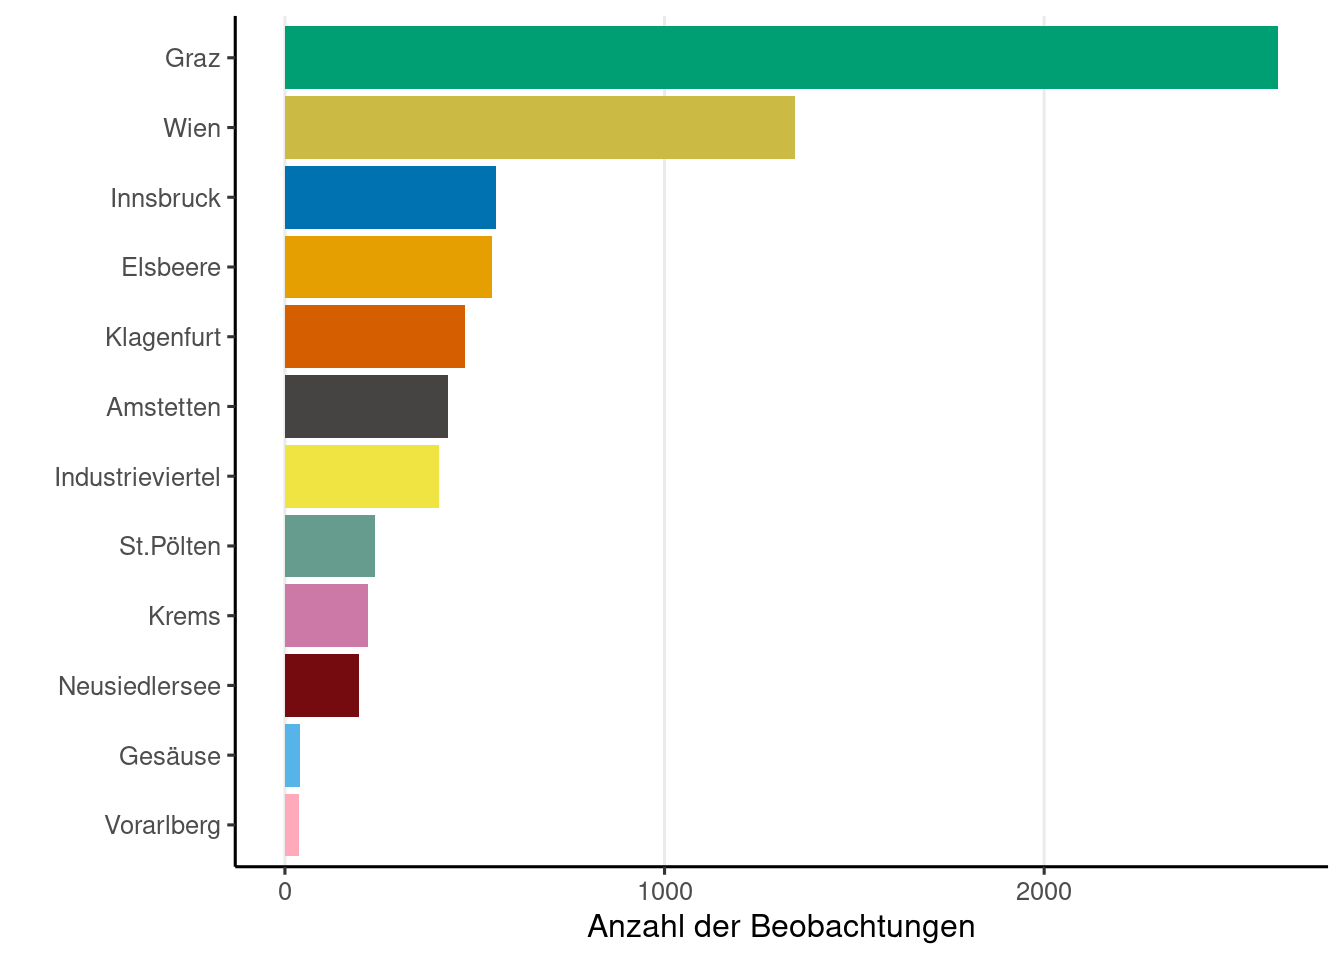 Graz
Wien
Innsbruck
Elsbeere
Klagenfurt
Amstetten
Industrieviertel
St.Pölten
Krems
Neusiedlersee
Gesäuse
Vorarlberg
0 1000 2000
Anzahl der Beobachtungen